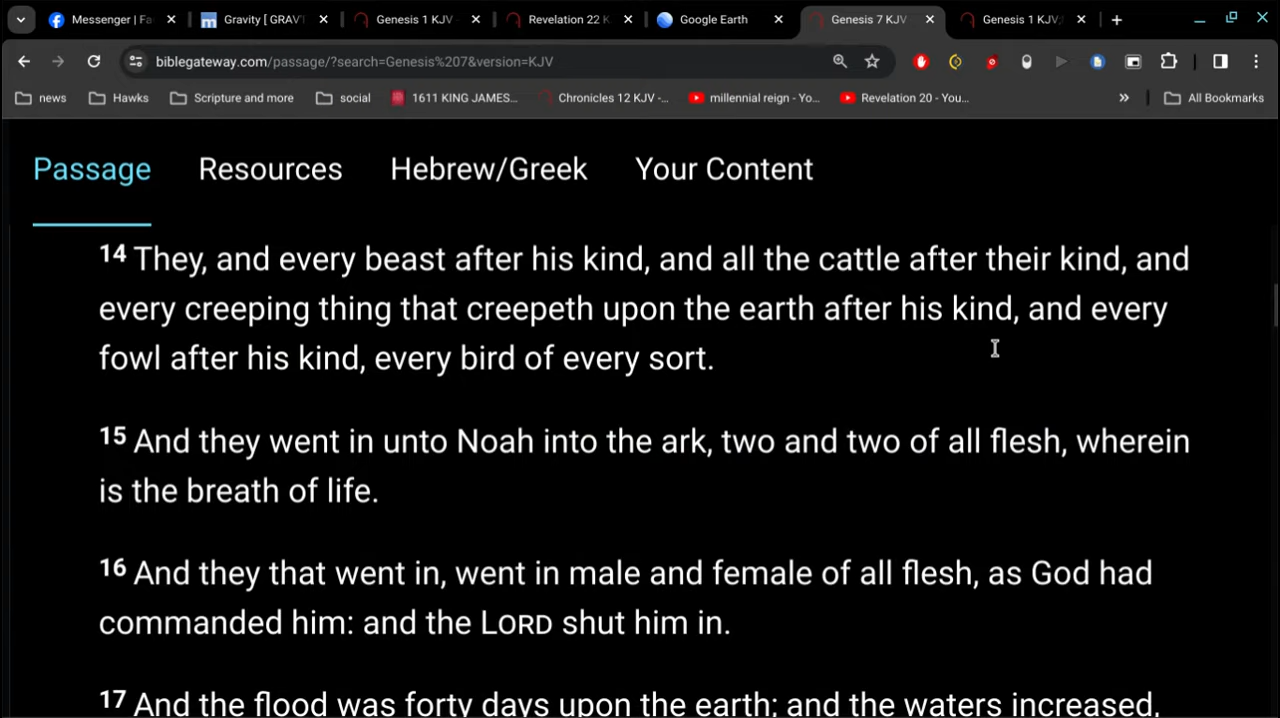 Messenger | Fa
Gravity [ GRAV'I
Genesis 1 KJV
Revelation 22 K
Google Earth
Genesis 7 KJV
Genesis 1 KJV,
biblegateway.com/passage/?search=Genesis%207&version=KJV
news
Hawks
Scripture and more
social
1611 KING JAMES...
Chronicles 12 KJV -...
millennial reign - Yo...
Revelation 20 - You...
»
All Bookmarks
Passage Resources Hebrew/Greek Your Content
14 They, and every beast after his kind, and all the cattle after their kind, and
every creeping thing that creepeth upon the earth after his kind, and every
fowl after his kind, every bird of every sort.
15 And they went in unto Noah into the ark, two and two of all flesh, wherein
is the breath of life.
16 And they that went in, went in male and female of all flesh, as God had
commanded him: and the LORD shut him in.
17 And the flood was forty days upon the earth; and the waters increased,